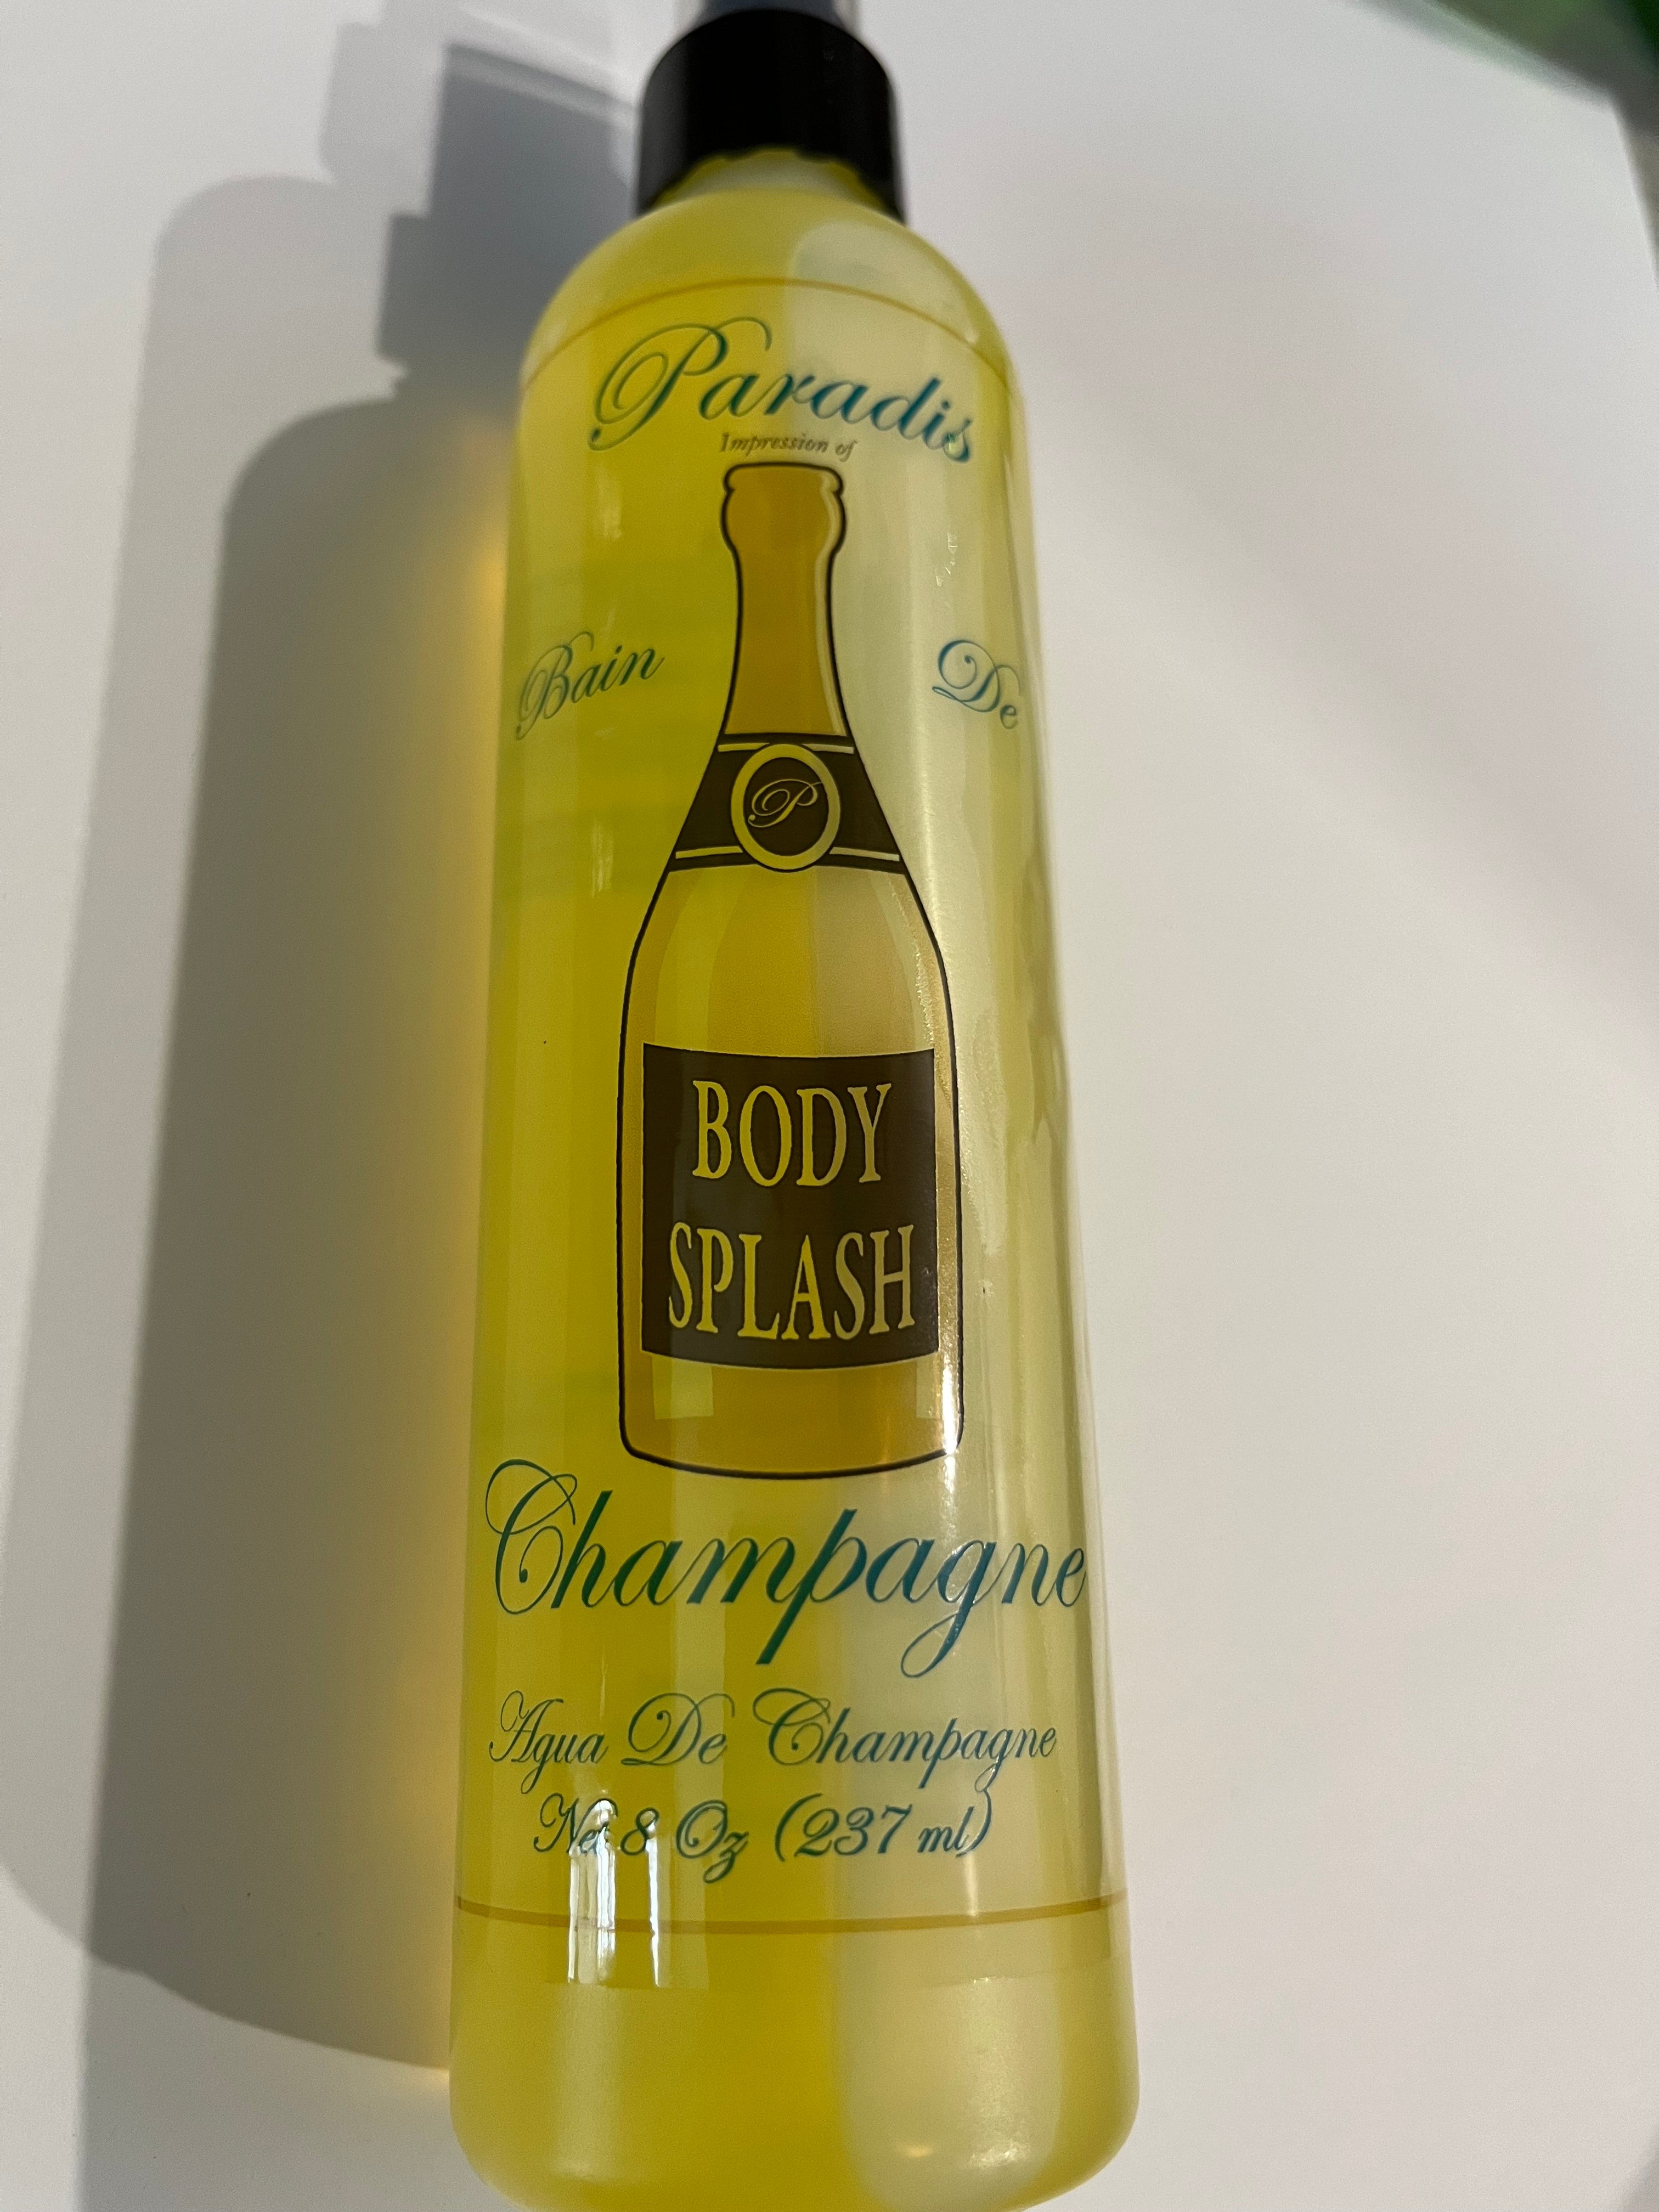 Paradis
Impression of
Bain De
P
BODY
SPLASH
Champagne
Agua De Champagne
Net 8 Oz (237 ml)